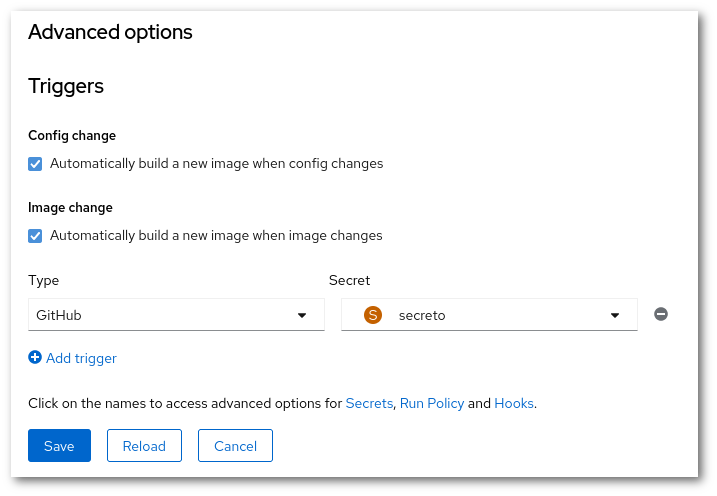 Advanced options
Triggers
Config change
Automatically build a new image when config changes
Image change
Automatically build a new image when image changes
Type Secret
GitHub S secreto
Add trigger
Click on the names to access advanced options for Secrets, Run Policy and Hooks.
Save Reload Cancel